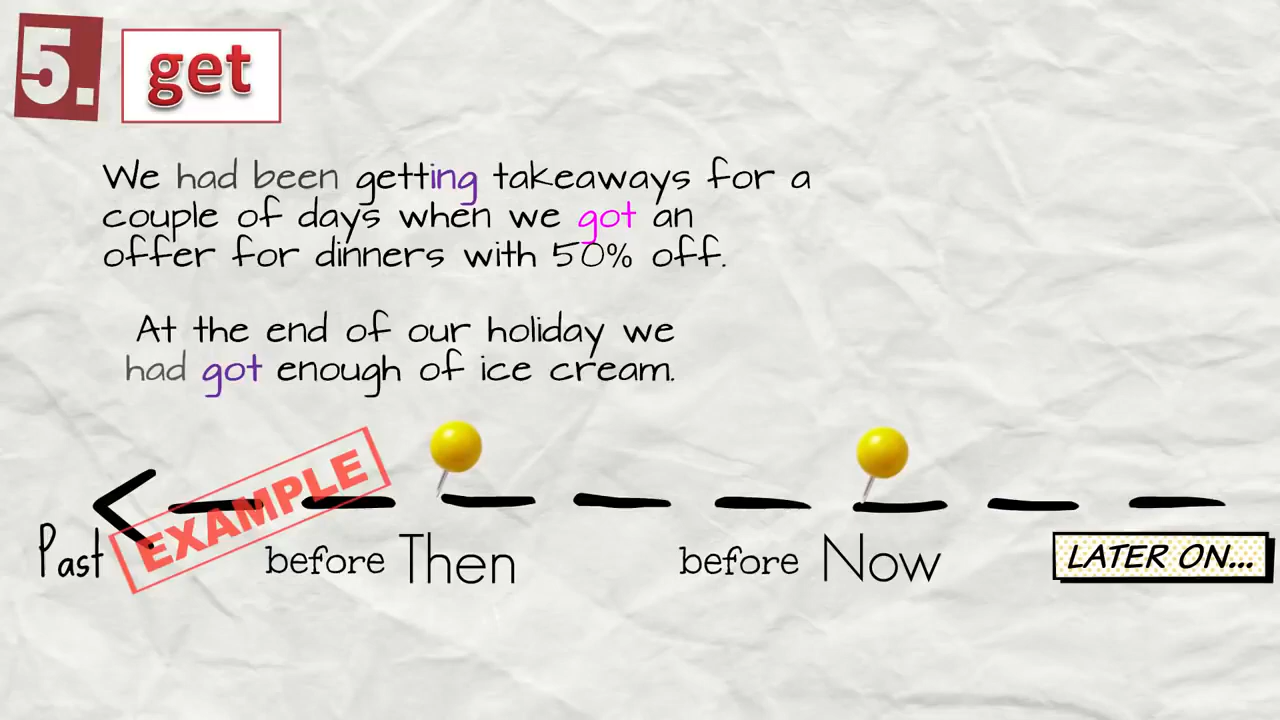 5. get
We had been getting takeaways for a
couple of days when we got an
offer for dinners with 50% off.
At the end of our holiday we
had got enough of ice cream.
EXAMPLE
Past before Then before Now LATER ON...